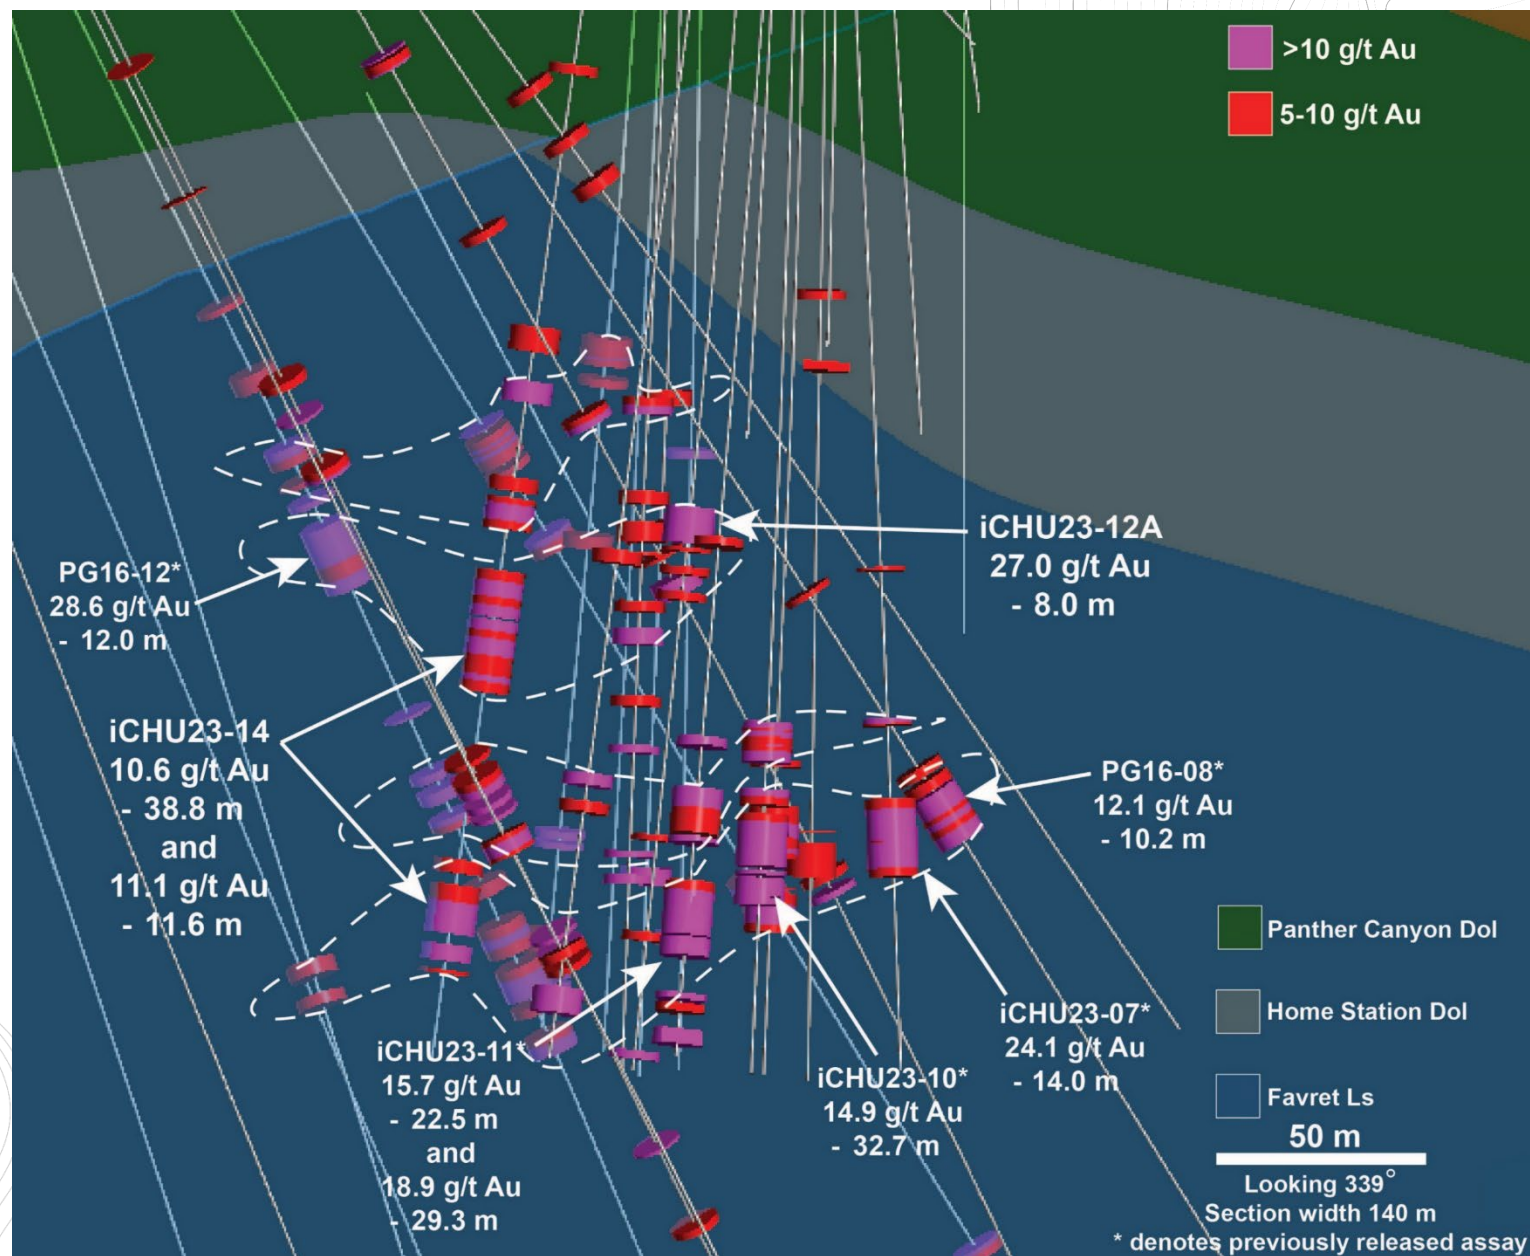 >10 g/t Au
5-10 g/t Au
iCHU23-12A
27.0 g/t Au
- 8.0 m
PG16-12*
28.6 g/t Au
- 12.0 m
iCHU23-14
10.6 g/t Au
- 38.8 m
and
11.1 g/t Au
- 11.6 m
PG16-08*
12.1 g/t Au
- 10.2 m
iCHU23-07*
24.1 g/t Au
- 14.0 m
iCHU23-10*
14.9 g/t Au
- 32.7 m
iCHU23-11*
15.7 g/t Au
- 22.5 m
and
18.9 g/t Au
- 29.3 m
Panther Canyon Dol
Home Station Dol
Favret Ls
50 m
Looking 339°
Section width 140 m
* denotes previously released assay